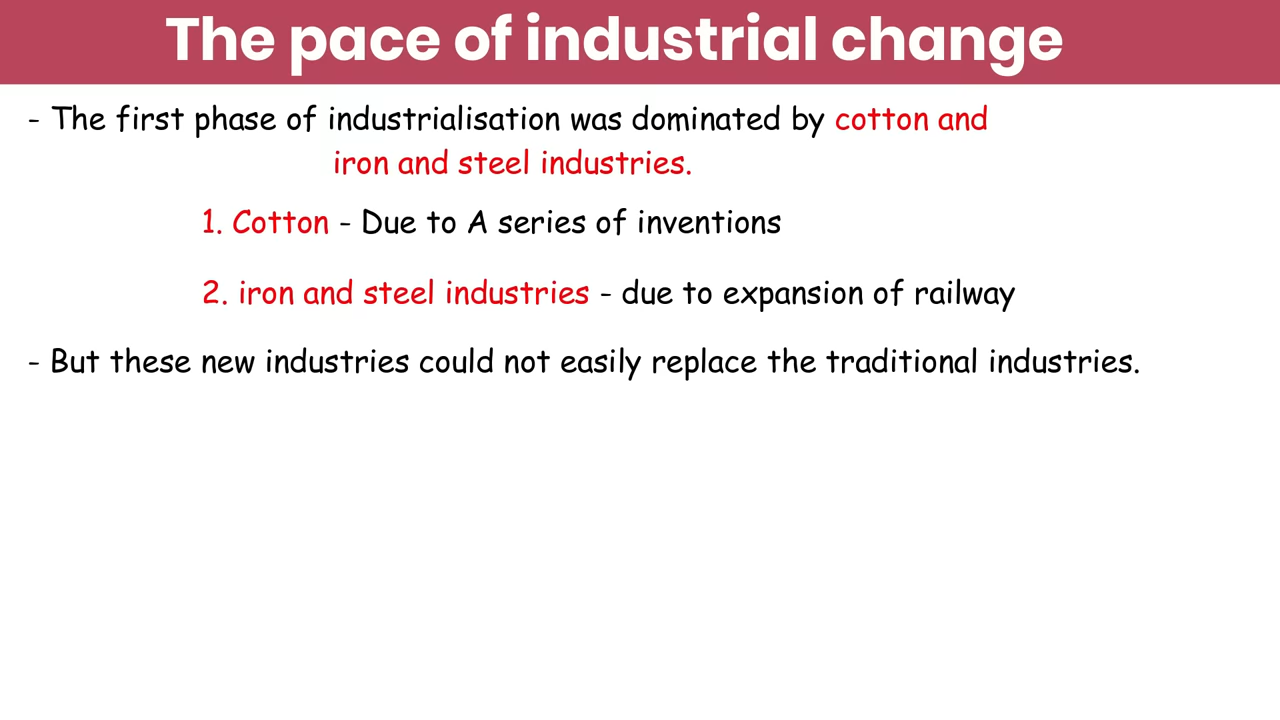 The pace of industrial change
- The first phase of industrialisation was dominated by cotton and
iron and steel industries.
1. Cotton - Due to A series of inventions
2. iron and steel industries - due to expansion of railway
- But these new industries could not easily replace the traditional industries.